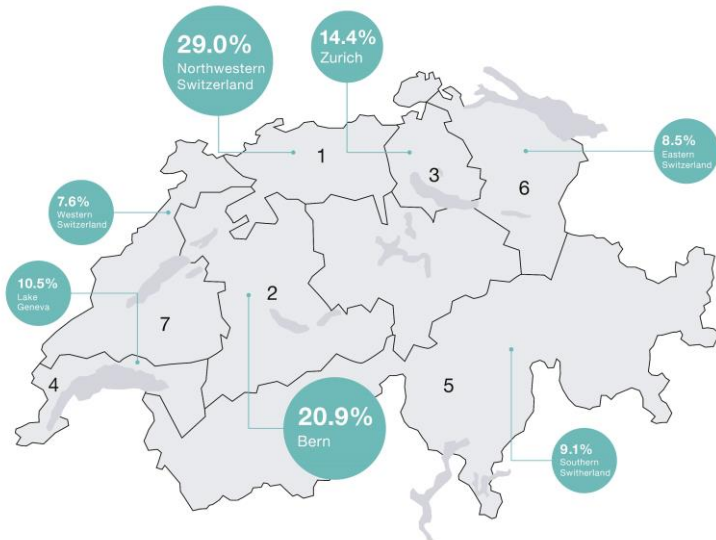 29.0%
Northwestern
Switzerland
14.4%
Zurich
1
3
8.5%
Eastern
Switzerland
6
7.6%
Western
Switzerland
10.5%
Lake
Geneva
2
7
4
5
20.9%
Bern
9.1%
Southern
Switherland